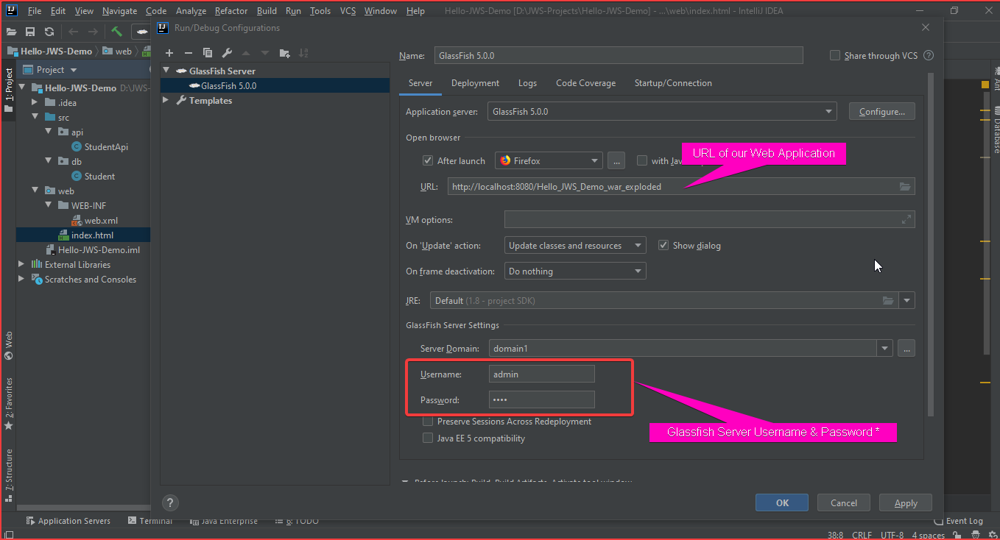 File Edit View Navigate Code Analyze Refactor Build Run Tools VCS Window Help Hello-JWS-Demo [D:\JWS-Projects\Hello-JWS-Demo] - ...\web\index.html - IntelliJ IDEA
Run/Debug Configurations
Hello-JWS-Demo web
1: Project
Project
Hello-JWS-Demo D:\JWS-
.idea
src
api
StudentApi
db
Student
web
WEB-INF
web.xml
index.html
Hello-JWS-Demo.iml
External Libraries
Scratches and Consoles
Web
2: Favorites
7: Structure
GlassFish Server
GlassFish 5.0.0
Templates
Name: GlassFish 5.0.0 Share through VCS
Server Deployment Logs Code Coverage Startup/Connection
Application server: GlassFish 5.0.0 Configure...
Open browser
After launch Firefox ... with
URL of our Web Application
URL: http://localhost:8080/Hello_JWS_Demo_war_exploded
VM options:
On 'Update' action: Update classes and resources Show dialog
On frame deactivation: Do nothing
JRE: Default (1.8 - project SDK)
GlassFish Server Settings
Server Domain: domain1 ...
Username: admin
Password: ••••
Preserve Sessions Across Redeployment
Glassfish Server Username & Password *
Java EE 5 compatibility
Before launch: Build, Build Artifacts, Activate tool window
? OK Cancel Apply
Ant
Database
Application Servers Terminal Java Enterprise 6: TODO Event Log
38:8 CRLF UTF-8 4 spaces